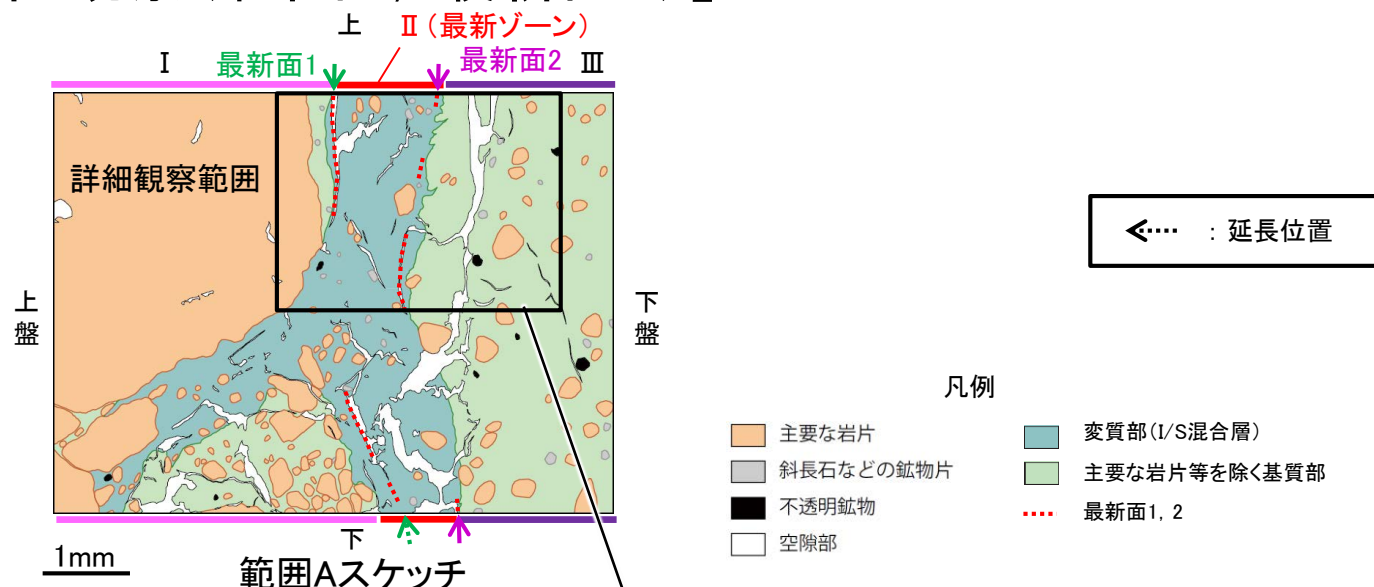 上
Ⅱ（最新ゾーン）
Ⅰ
最新面1
最新面2
Ⅲ
詳細観察範囲
上盤
下盤
：延長位置
凡例
主要な岩片
斜長石などの鉱物片
不透明鉱物
空隙部
変質部(I/S混合層)
主要な岩片等を除く基質部
最新面1, 2
下
1mm
範囲Aスケッチ